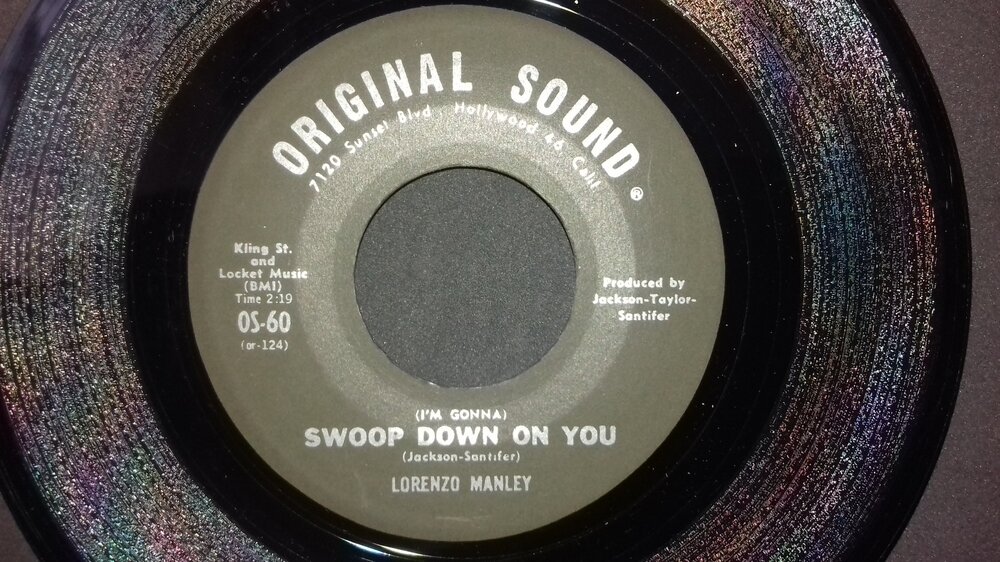 ORIGINAL SOUND ®
7120 Sunset Blvd · Hollywood 46 Calif
Kling St.
and
Locket Music
(BMI)
Time 2:19
OS-60
(or-124)
Produced by
Jackson-Taylor-
Santifer
(I'M GONNA)
SWOOP DOWN ON YOU
(Jackson-Santifer)
LORENZO MANLEY